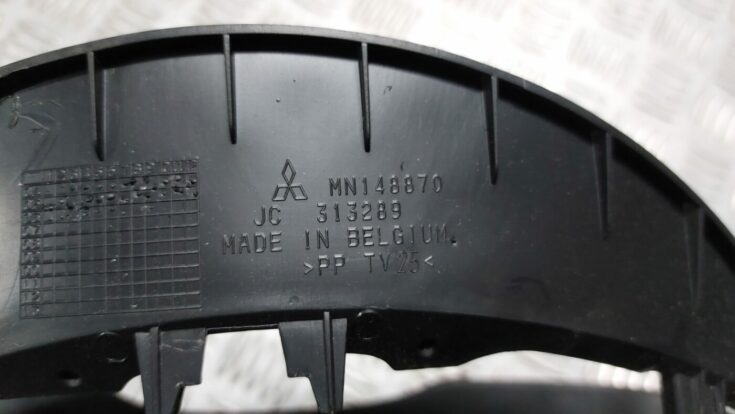 MN148870
JC 313289
MADE IN BELGIUM.
>PP TV25<